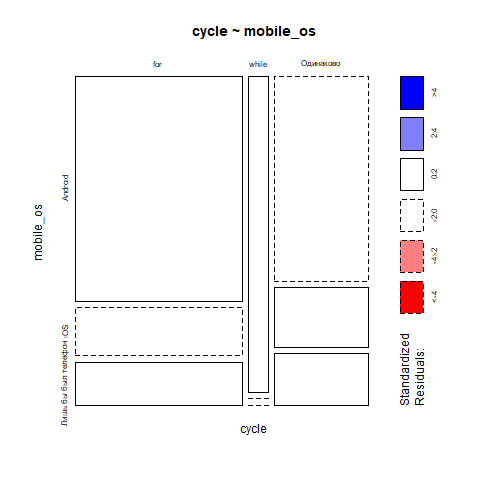 cycle ~ mobile_os
for while Одинаково
Android
iOS
Лишь бы был телефон
mobile_os
cycle
>4
2:4
0:2
-2:0
-4:-2
<-4
Standardized
Residuals: